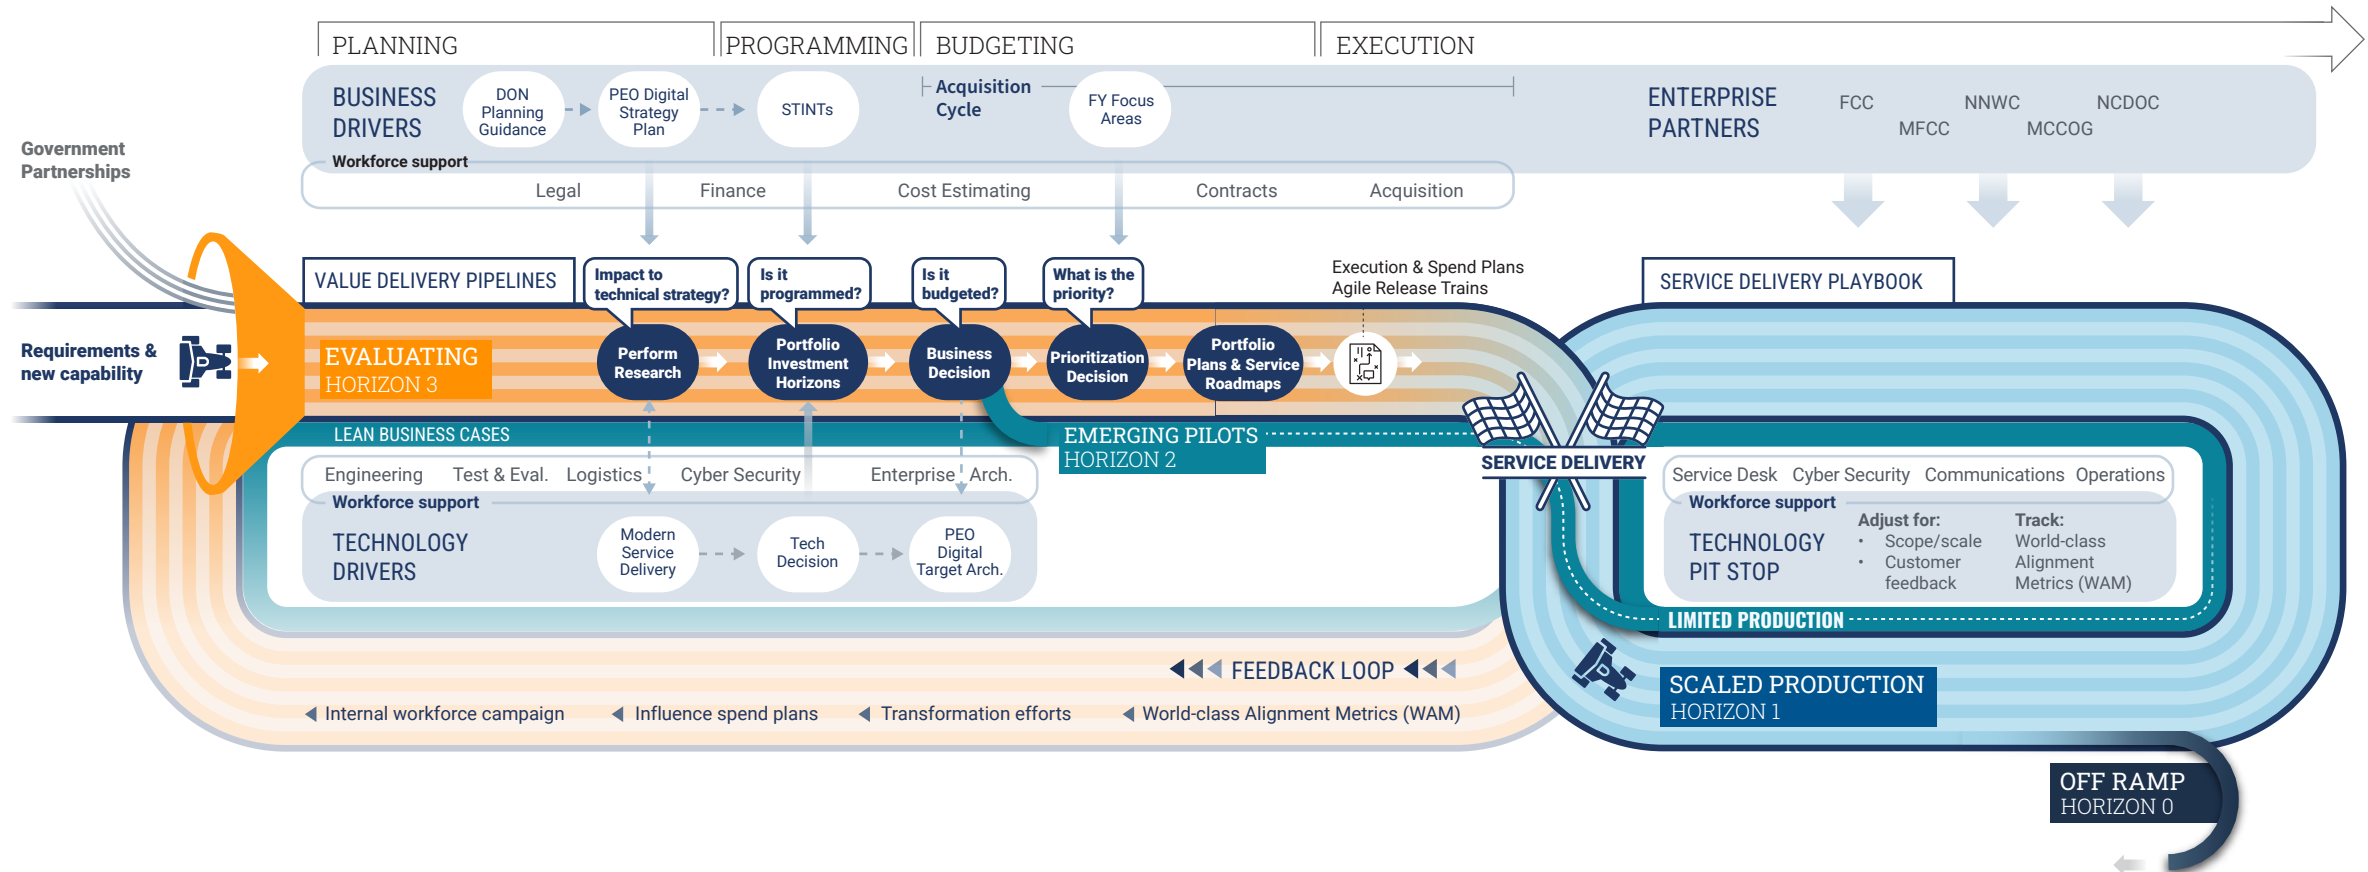 PLANNING
PROGRAMMING
BUDGETING
EXECUTION
BUSINESS
DRIVERS
DON
Planning
Guidance
PEO Digital
Strategy
Plan
STINTs
Acquisition
Cycle
FY Focus
Areas
ENTERPRISE
PARTNERS
FCC
NNWC
NCDOC
MFCC
MCCOG
Workforce support
Legal
Finance
Cost Estimating
Contracts
Acquisition
Government
Partnerships
Requirements &
new capability
D
VALUE DELIVERY PIPELINES
Impact to
technical strategy?
Is it
programmed?
Is it
budgeted?
What is the
priority?
Execution & Spend Plans
Agile Release Trains
SERVICE DELIVERY PLAYBOOK
EVALUATING
HORIZON 3
Perform
Research
Portfolio
Investment
Horizons
Business
Decision
Prioritization
Decision
Portfolio
Plans & Service
Roadmaps
LEAN BUSINESS CASES
EMERGING PILOTS
HORIZON 2
SERVICE DELIVERY
Engineering
Test & Eval.
Logistics
Cyber Security
Enterprise Arch.
Workforce support
TECHNOLOGY
DRIVERS
Modern
Service
Delivery
Tech
Decision
PEO
Digital
Target Arch.
Service Desk
Cyber Security
Communications
Operations
Workforce support
TECHNOLOGY
PIT STOP
Adjust for:
• Scope/scale
• Customer
feedback
Track:
World-class
Alignment
Metrics (WAM)
LIMITED PRODUCTION
FEEDBACK LOOP
D
SCALED PRODUCTION
HORIZON 1
Internal workforce campaign
Influence spend plans
Transformation efforts
World-class Alignment Metrics (WAM)
OFF RAMP
HORIZON 0